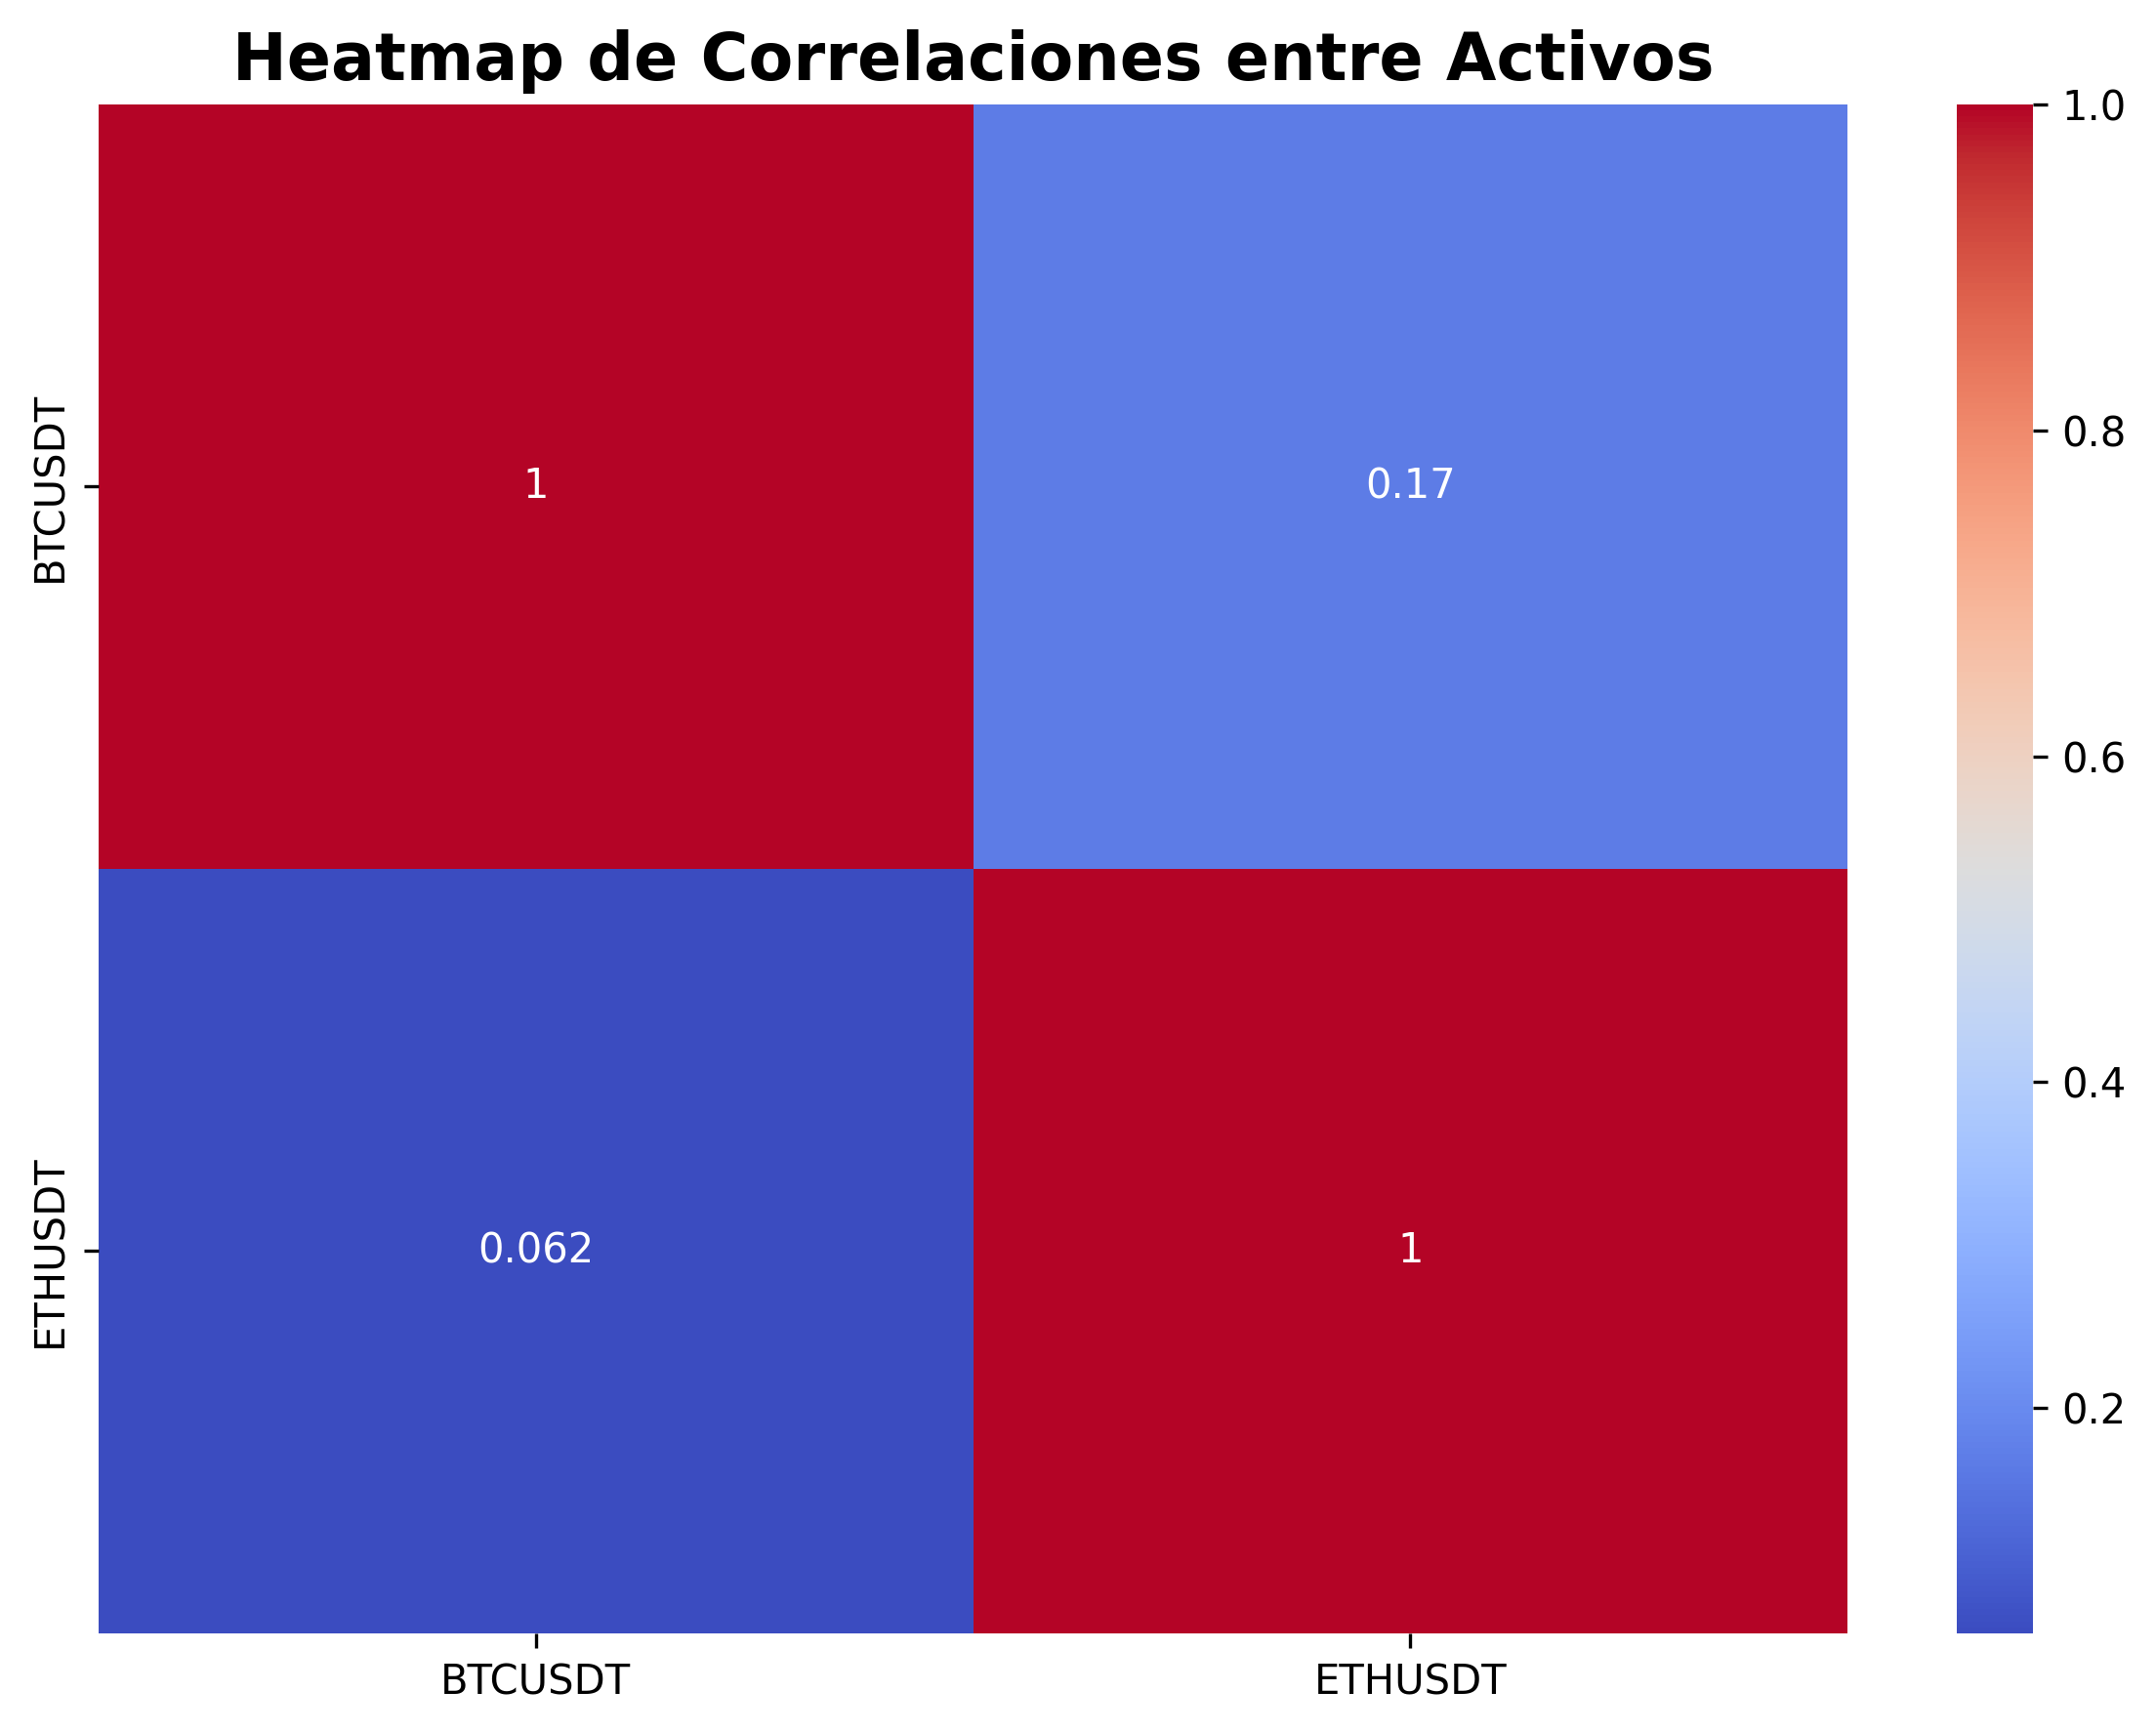 Heatmap de Correlaciones entre Activos
BTCUSDT
1
0.17
ETHUSDT
0.062
1
BTCUSDT
ETHUSDT
1.0
0.8
0.6
0.4
0.2